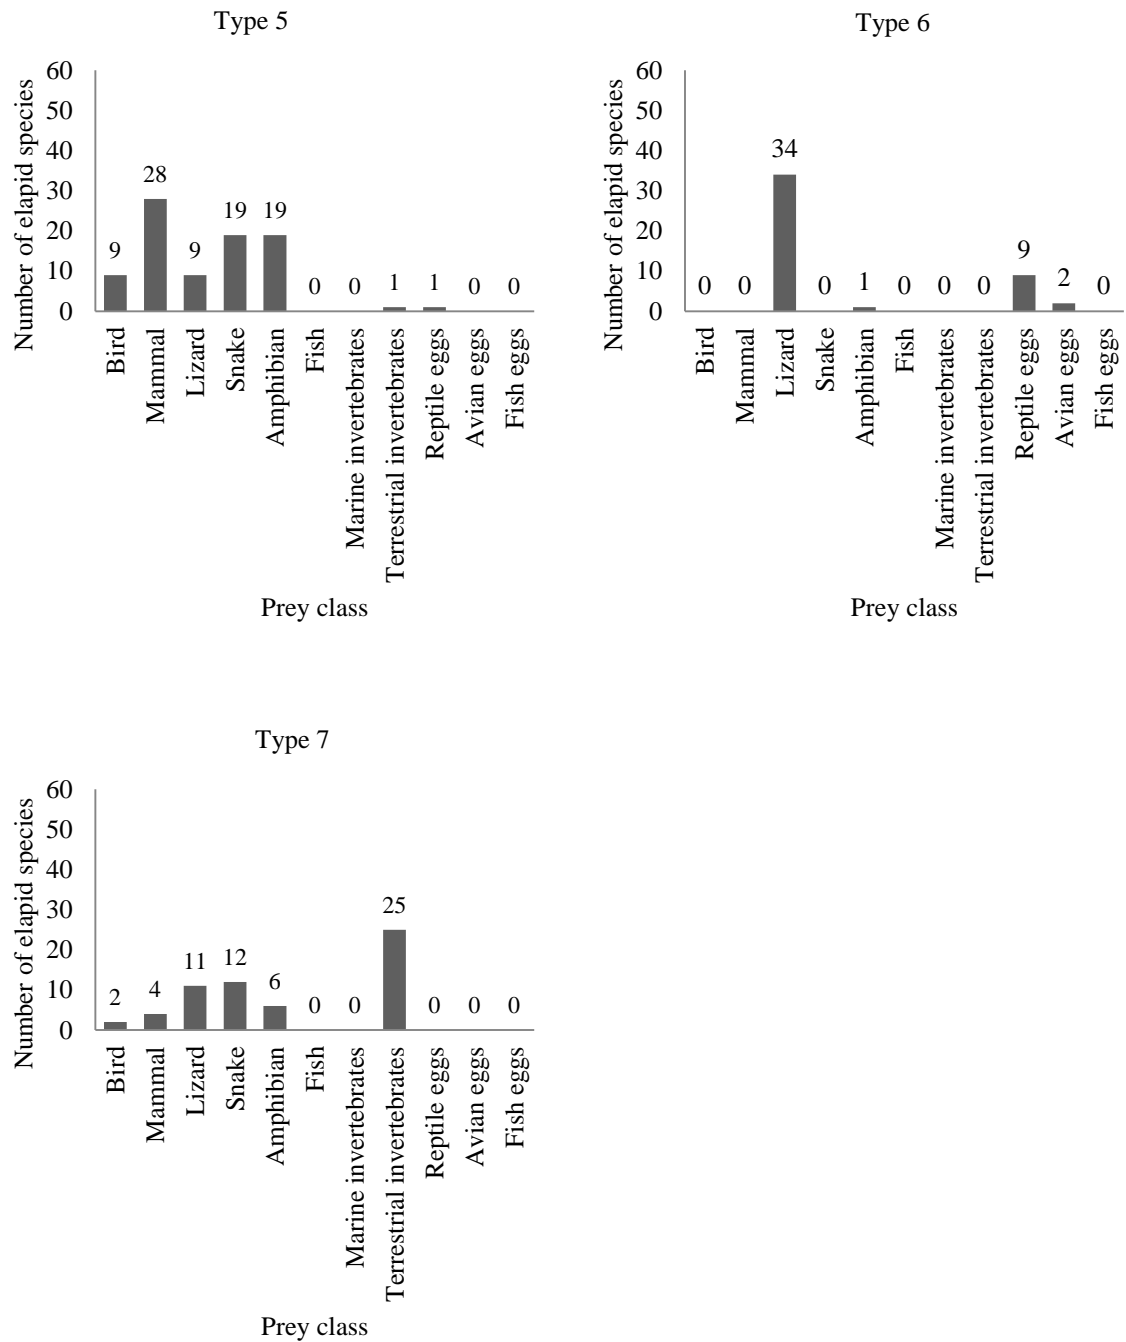 Type 5
Number of elapid species
60
50
40
30
20
10
0
9
28
9
19
19
0
0
1
1
0
0
Bird
Mammal
Lizard
Snake
Amphibian
Fish
Marine invertebrates
Terrestrial invertebrates
Reptile eggs
Avian eggs
Fish eggs
Prey class
Type 6
Number of elapid species
60
50
40
30
20
10
0
0
0
34
0
1
0
0
0
9
2
0
Bird
Mammal
Lizard
Snake
Amphibian
Fish
Marine invertebrates
Terrestrial invertebrates
Reptile eggs
Avian eggs
Fish eggs
Prey class
Type 7
Number of elapid species
60
50
40
30
20
10
0
2
4
11
12
6
0
0
25
0
0
0
Bird
Mammal
Lizard
Snake
Amphibian
Fish
Marine invertebrates
Terrestrial invertebrates
Reptile eggs
Avian eggs
Fish eggs
Prey class